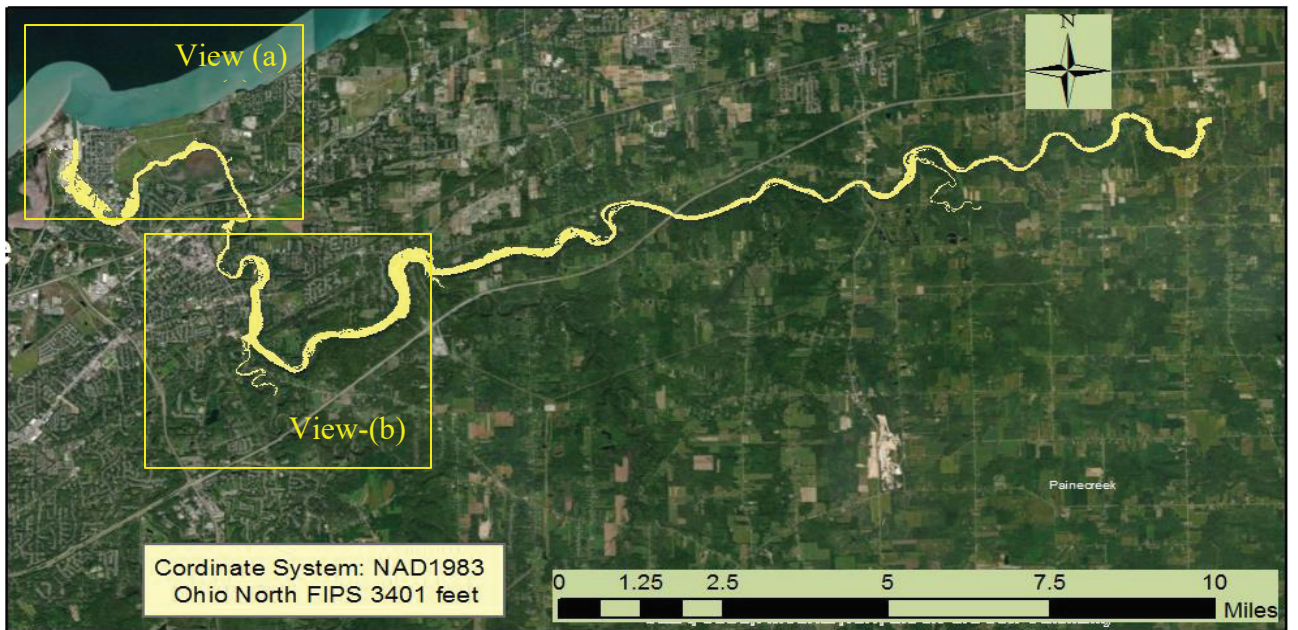 N
View (a)
e
View-(b)
Painecreek
Cordinate System: NAD1983
Ohio North FIPS 3401 feet
0 1.25 2.5 5 7.5 10
Miles